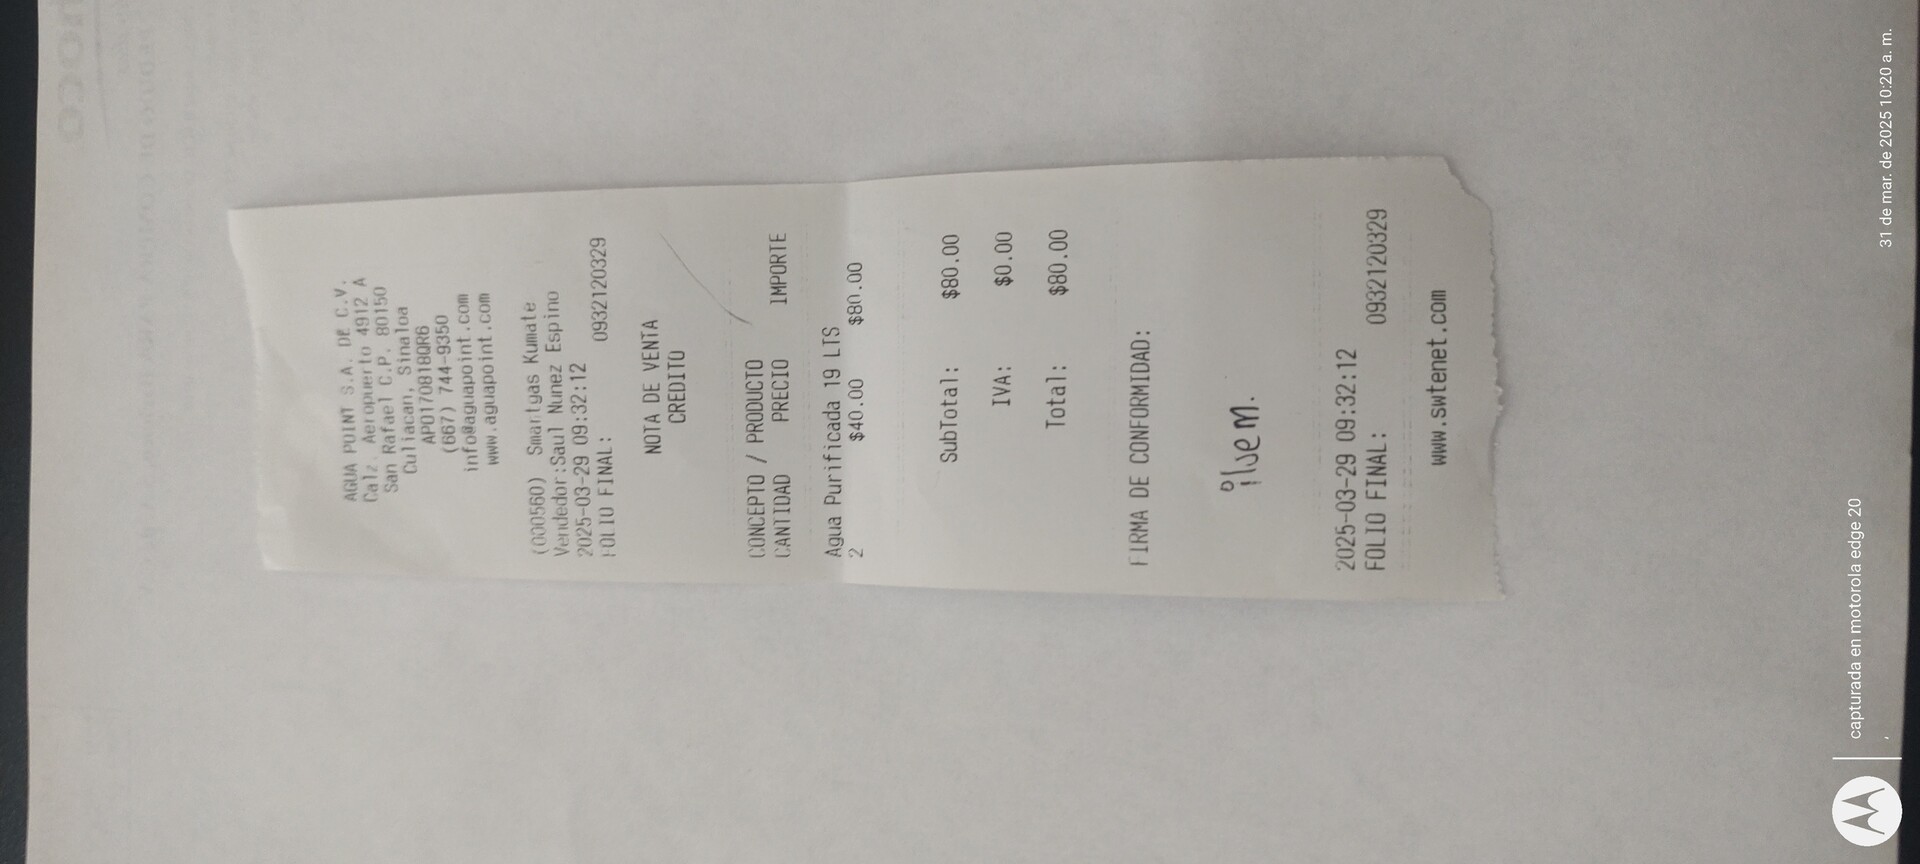 AGUA POINT S.A. DE C.V.
Calz. Aeropuerto 4912 A
San Rafael C.P. 80150
Culiacan, Sinaloa
APO170818QR6
(667) 744-9350
info@aguapoint.com
www.aguapoint.com
(000560) Smartgas Kumate
Vendedor:Saul Nunez Espino
2025-03-29 09:32:12
FOLIO FINAL: 0932120329
NOTA DE VENTA
CREDITO
CONCEPTO / PRODUCTO
CANTIDAD PRECIO IMPORTE
Agua Purificada 19 LTS
2 $40.00 $80.00
SubTotal: $80.00
IVA: $0.00
Total: $80.00
FIRMA DE CONFORMIDAD:
2025-03-29 09:32:12
FOLIO FINAL: 0932120329
www.swtenet.com
capturada en motorola edge 20
31 de mar. de 2025 10:20 a. m.